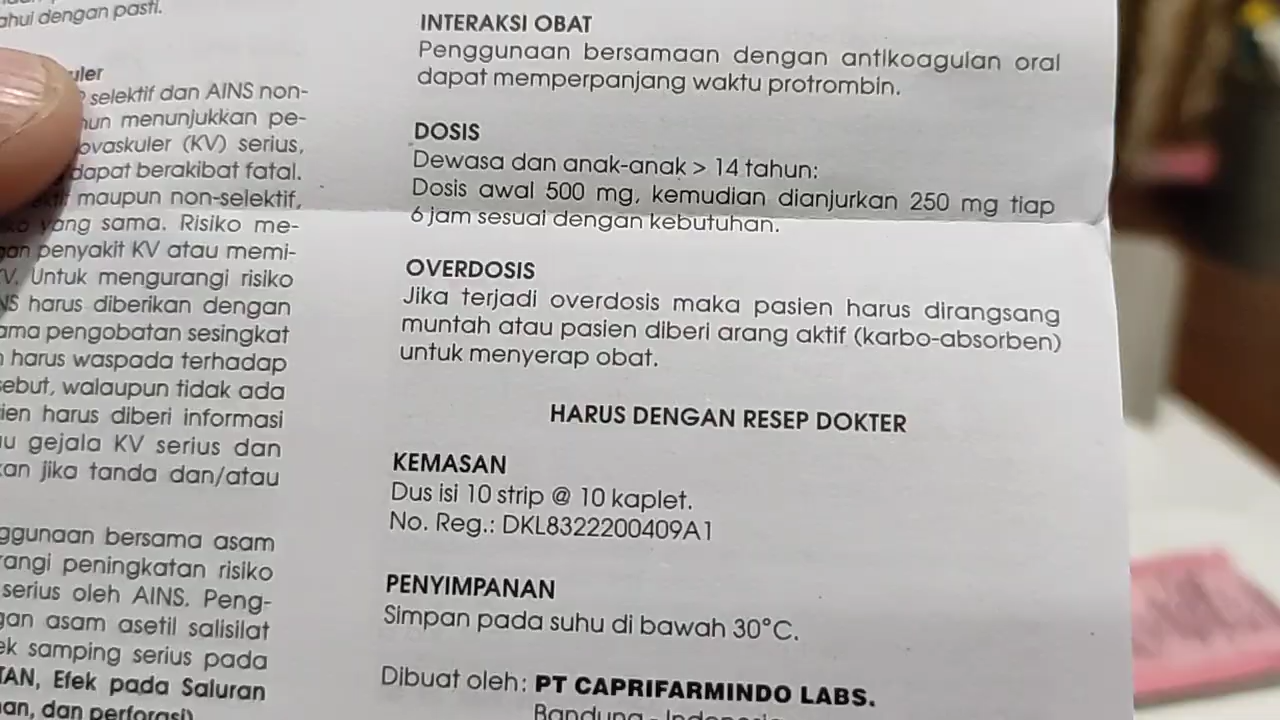 ahui dengan pasti.
selektif dan AINS non-
menunjukkan pe-
ovaskuler (KV) serius,
dapat berakibat fatal.
maupun non-selektif,
yang sama. Risiko me-
penyakit KV atau memi-
Untuk mengurangi risiko
NS harus diberikan dengan
ama pengobatan sesingkat
harus waspada terhadap
sebut, walaupun tidak ada
ien harus diberi informasi
au gejala KV serius dan
kan jika tanda dan/atau
ggunaan bersama asam
rangi peningkatan risiko
serius oleh AINS. Peng-
gan asam asetil salisilat
ek samping serius pada
TAN, Efek pada Saluran
han, dan perforasi)
INTERAKSI OBAT
Penggunaan bersamaan dengan antikoagulan oral
dapat memperpanjang waktu protrombin.
DOSIS
Dewasa dan anak-anak > 14 tahun:
Dosis awal 500 mg, kemudian dianjurkan 250 mg tiap
6 jam sesuai dengan kebutuhan.
OVERDOSIS
Jika terjadi overdosis maka pasien harus dirangsang
muntah atau pasien diberi arang aktif (karbo-absorben)
untuk menyerap obat.
HARUS DENGAN RESEP DOKTER
KEMASAN
Dus isi 10 strip @ 10 kaplet.
No. Reg.: DKL8322200409A1
PENYIMPANAN
Simpan pada suhu di bawah 30°C.
Dibuat oleh: PT CAPRIFARMINDO LABS.
Bandung - Indonesia